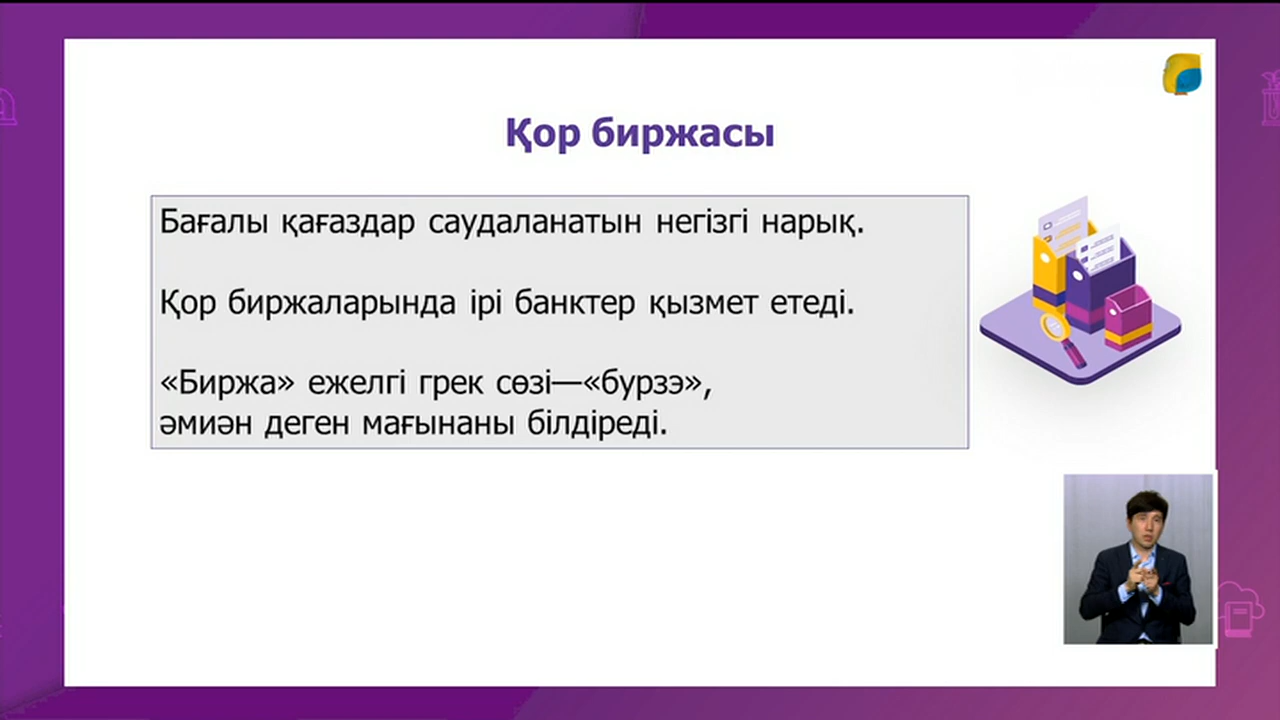 Қор биржасы
Бағалы қағаздар саудаланатын негізгі нарық.
Қор биржаларында ірі банктер қызмет етеді.
«Биржа» ежелгі грек сөзі—«бурзэ»,
әмиән деген мағынаны білдіреді.